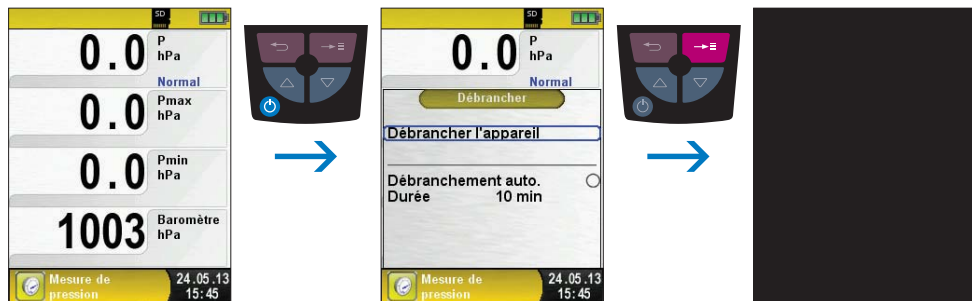 SD
0.0 P hPa
Normal
0.0 Pmax hPa
0.0 Pmin hPa
1003 Baromètre hPa
Mesure de pression
24.05.13
15:45
SD
0.0 P hPa
Normal
Débrancher
Débrancher l'appareil
Débranchement auto.
Durée 10 min
Mesure de pression
24.05.13
15:45